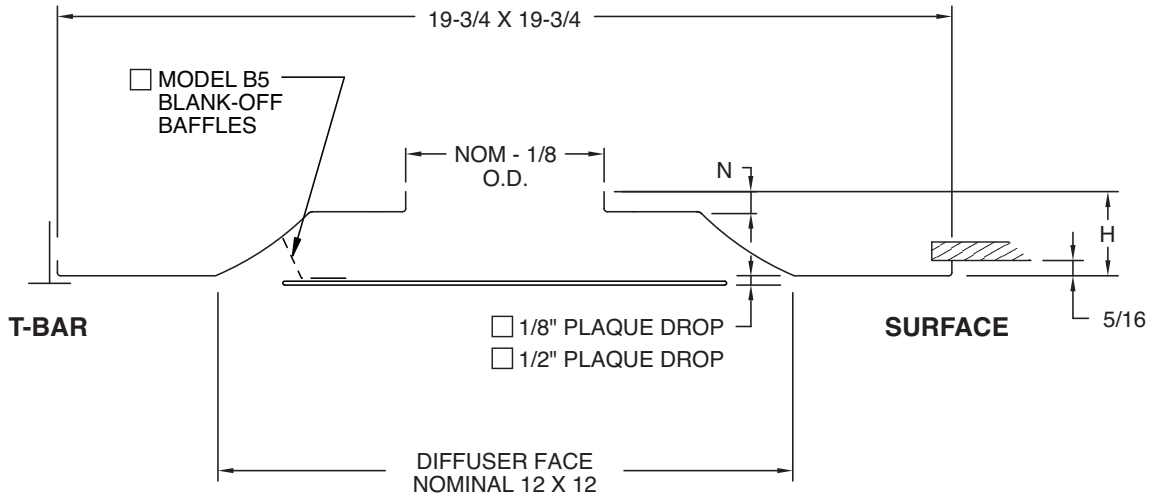 19-3/4 X 19-3/4
MODEL B5
BLANK-OFF
BAFFLES
NOM - 1/8
O.D.
N
H
T-BAR
1/8" PLAQUE DROP
1/2" PLAQUE DROP
SURFACE
5/16
DIFFUSER FACE
NOMINAL 12 X 12